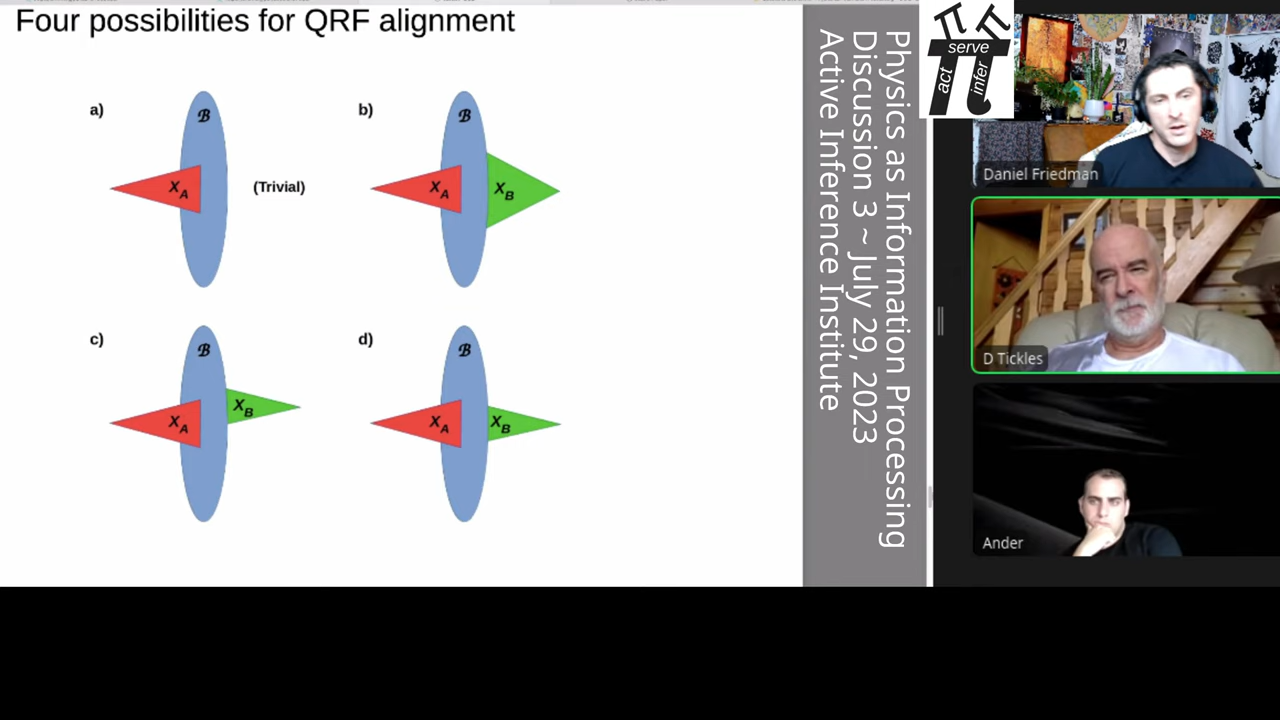 Four possibilities for QRF alignment
a)
B
X_A
(Trivial)
b)
B
X_A
X_B
c)
B
X_A
X_B
d)
B
X_A
X_B
Physics as Information Processing
Discussion 3 ~ July 29, 2023
Active Inference Institute
act
serve
infer
Daniel Friedman
D Tickles
Ander